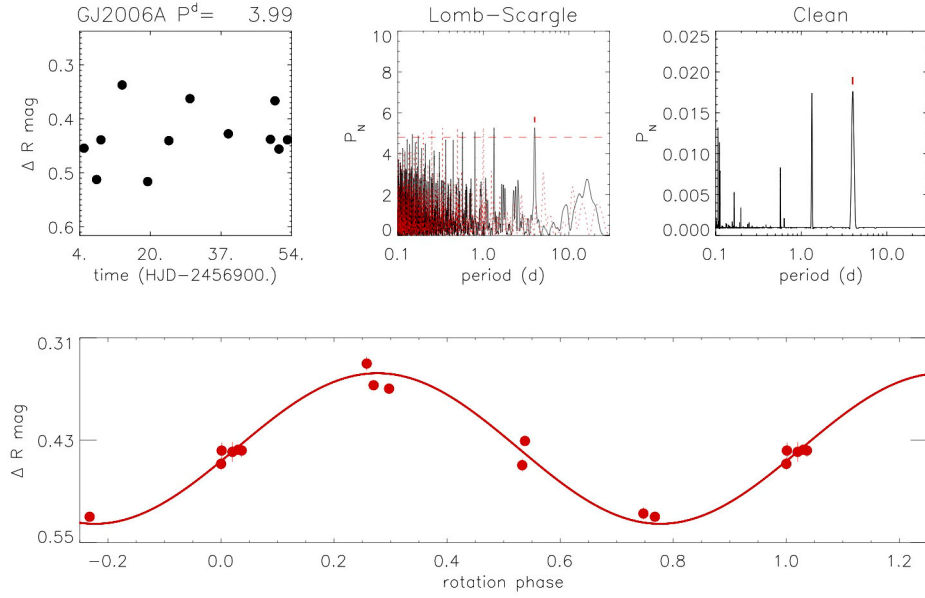 GJ2006A P^d= 3.99
Lomb-Scargle
Clean
Δ R mag
0.3
0.4
0.5
0.6
4. 20. 37. 54.
time (HJD-2456900.)
P_N
10
8
6
4
2
0
0.1 1.0 10.0
period (d)
P_N
0.025
0.020
0.015
0.010
0.005
0.000
0.1 1.0 10.0
period (d)
Δ R mag
0.31
0.43
0.55
-0.2 0.0 0.2 0.4 0.6 0.8 1.0 1.2
rotation phase